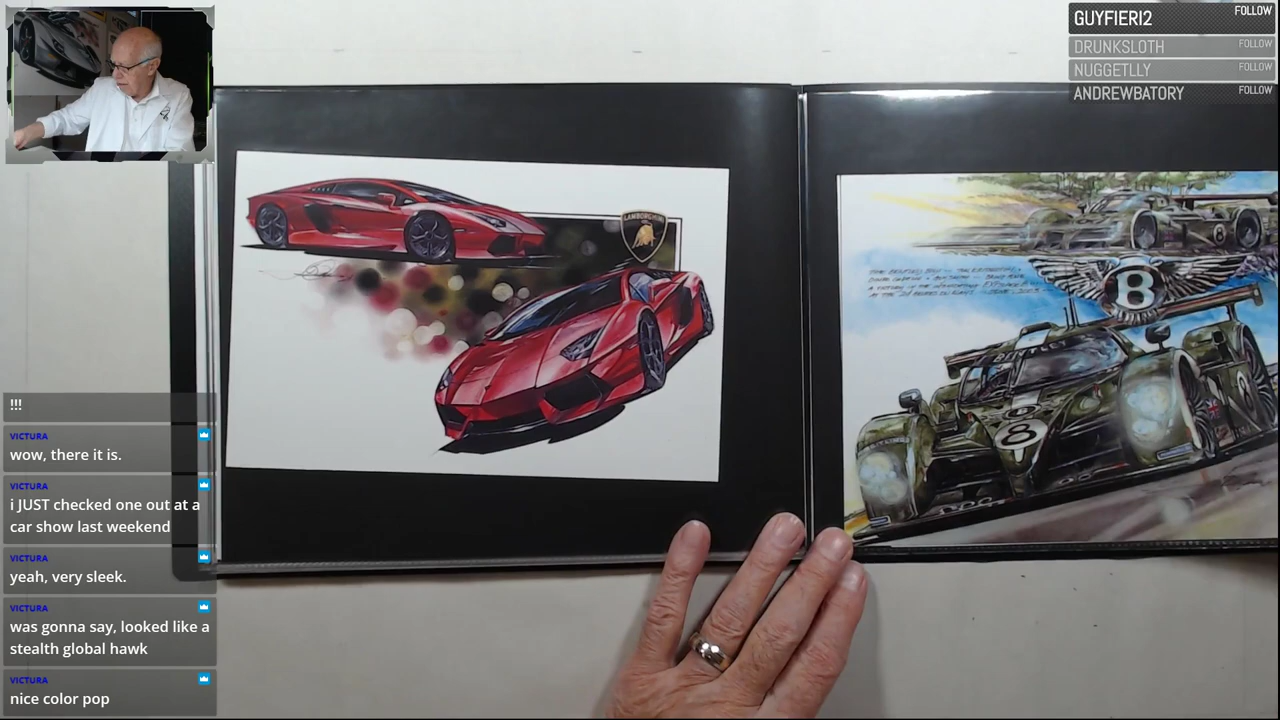 GUYFIERI2 FOLLOW
DRUNKSLOTH FOLLOW
NUGGETLLY FOLLOW
ANDREWBATORY FOLLOW
LAMBORGHINI
B
8
BENTLEY
8
!!!
VICTURA
wow, there it is.
VICTURA
i JUST checked one out at a
car show last weekend
VICTURA
yeah, very sleek.
VICTURA
was gonna say, looked like a
stealth global hawk
VICTURA
nice color pop